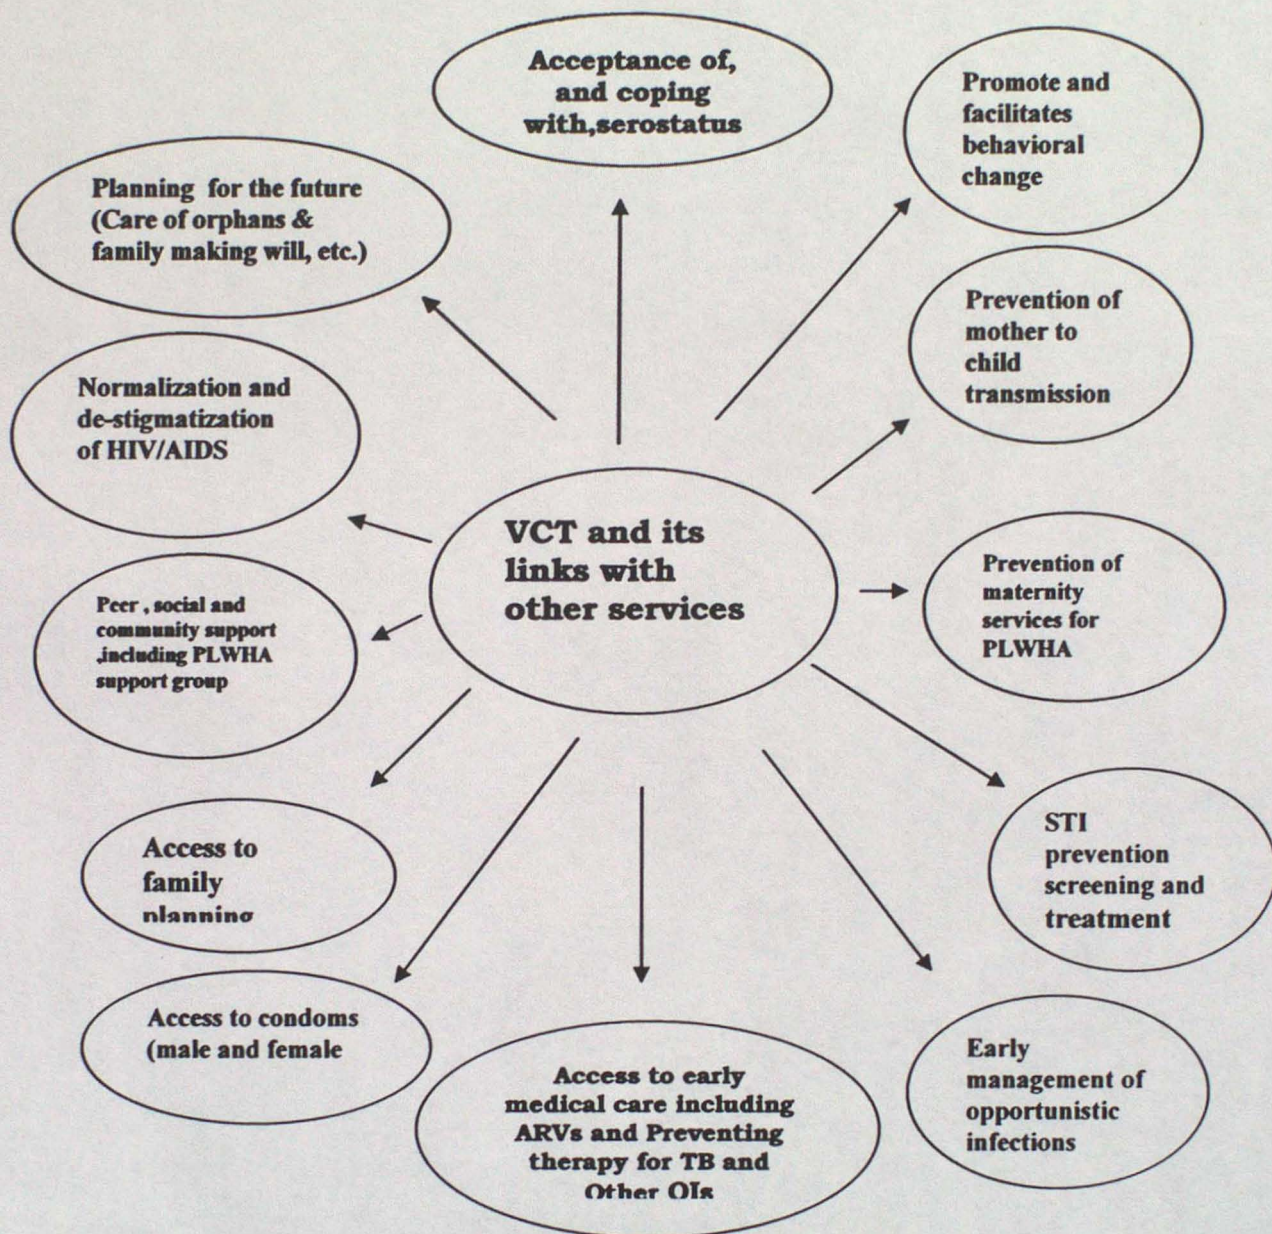 Acceptance of,
and coping
with,serostatus
Promote and
facilitates
behavioral
change
Planning for the future
(Care of orphans &
family making will, etc.)
Prevention of
mother to
child
transmission
Normalization and
de-stigmatization
of HIV/AIDS
VCT and its
links with
other services
Prevention of
maternity
services for
PLWHA
Peer , social and
community support
,including PLWHA
support group
STI
prevention
screening and
treatment
Access to
family
planning
Access to condoms
(male and female
Early
management of
opportunistic
infections
Access to early
medical care including
ARVs and Preventing
therapy for TB and
Other OIs